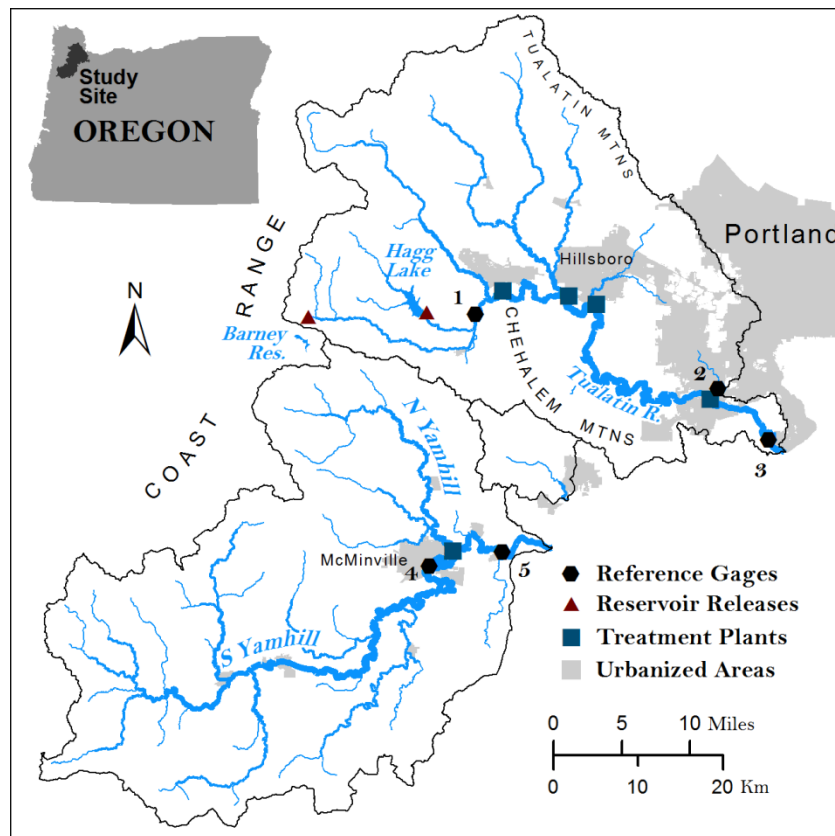 Study
Site
OREGON
TUALATIN MTNS
Portland
RANGE
Hagg
Lake
Hillsboro
1
N
Barney
Res.
CHEHALEM MTNS
2
Tualatin R.
3
COAST
N Yamhill
McMinville
4
5
S Yamhill
Reference Gages
Reservoir Releases
Treatment Plants
Urbanized Areas
0 5 10 Miles
0 10 20 Km